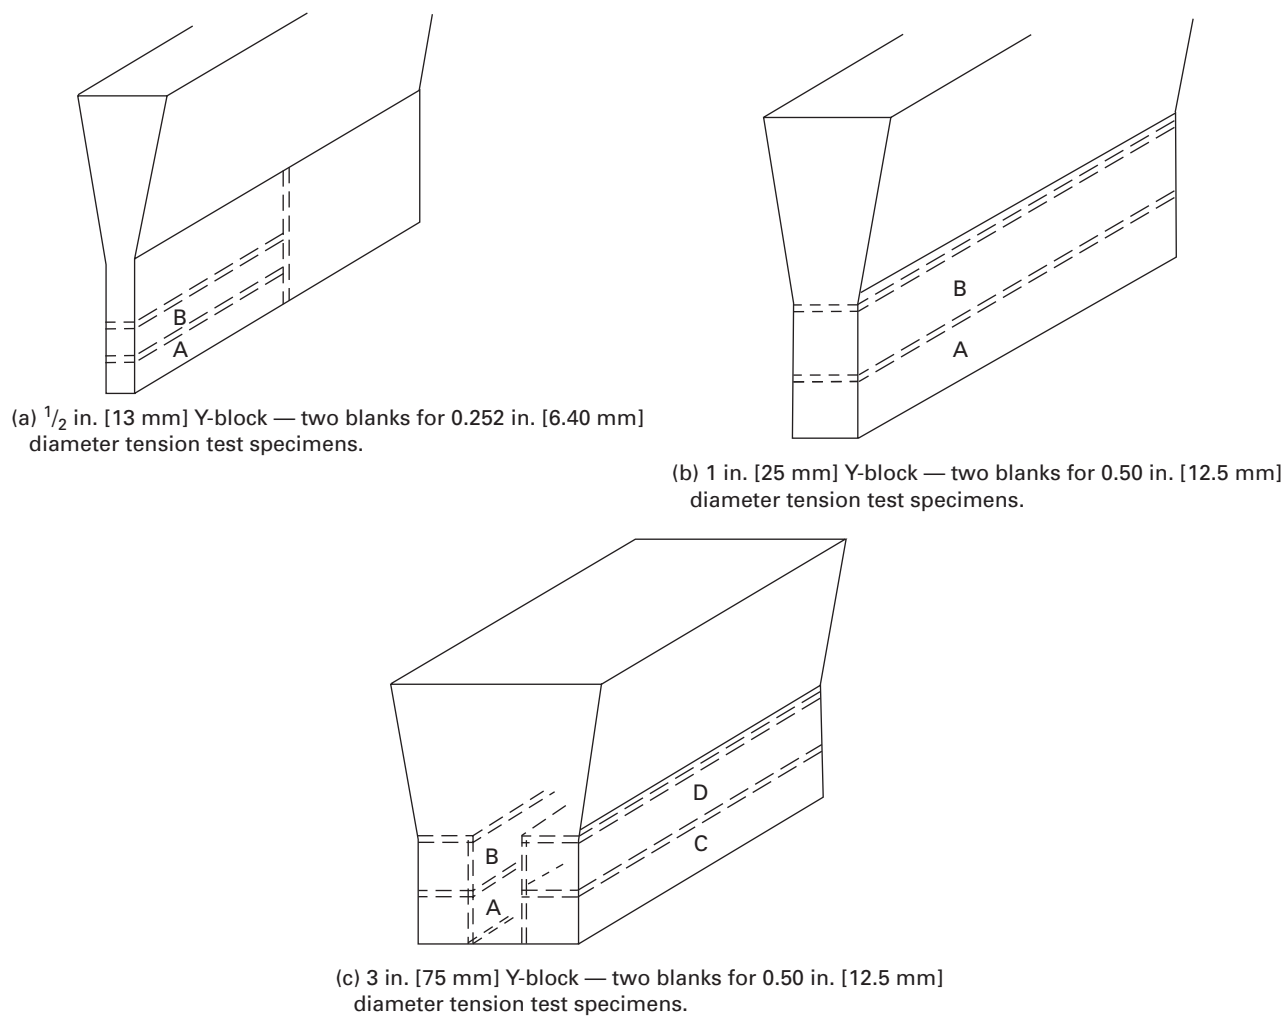 B
A
(a) 1/2 in. [13 mm] Y-block — two blanks for 0.252 in. [6.40 mm]
diameter tension test specimens.
B
A
(b) 1 in. [25 mm] Y-block — two blanks for 0.50 in. [12.5 mm]
diameter tension test specimens.
D
C
B
A
(c) 3 in. [75 mm] Y-block — two blanks for 0.50 in. [12.5 mm]
diameter tension test specimens.